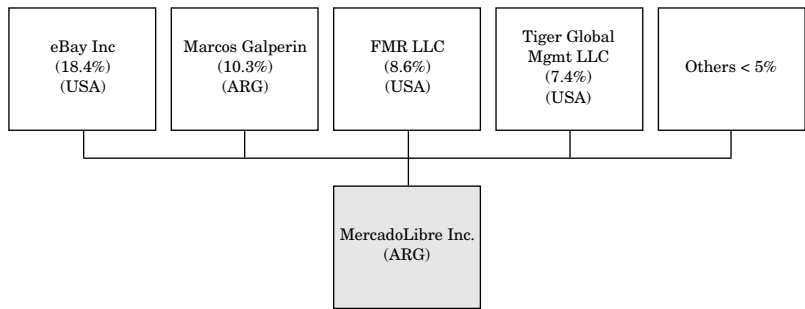 eBay Inc
(18.4%)
(USA)
Marcos Galperin
(10.3%)
(ARG)
FMR LLC
(8.6%)
(USA)
Tiger Global
Mgmt LLC
(7.4%)
(USA)
Others < 5%
MercadoLibre Inc.
(ARG)